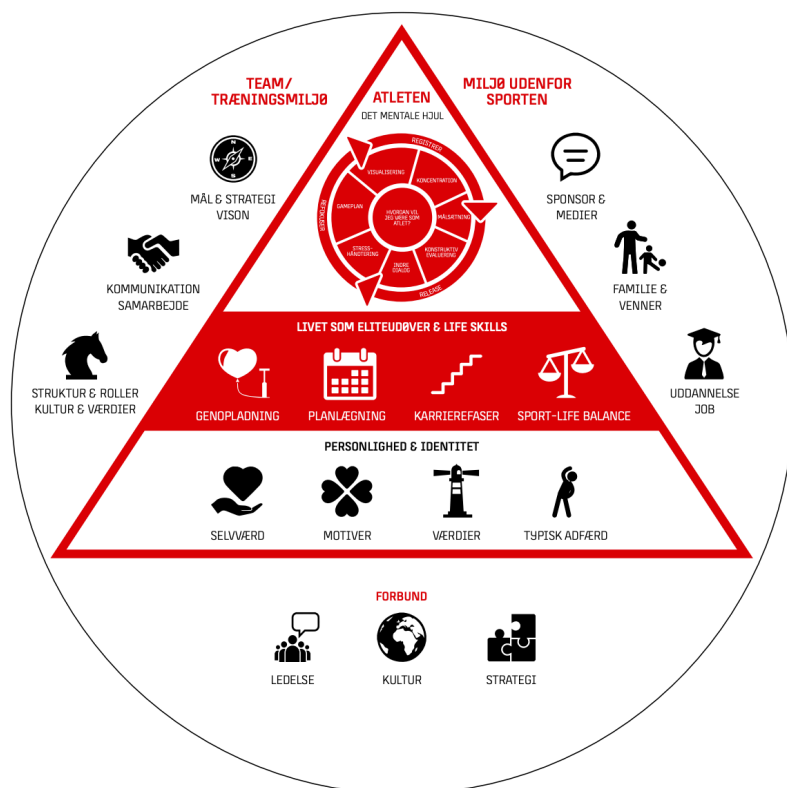 TEAM/
TRÆNINGSMILJØ
N
W
E
S
MÅL & STRATEGI
VISON
KOMMUNIKATION
SAMARBEJDE
STRUKTUR & ROLLER
KULTUR & VÆRDIER
ATLETEN
DET MENTALE HJUL
REGISTRER
VISUALISERING
KONCENTRATION
GAMEPLAN
HVORDAN VIL
JEG VÆRE SOM
ATLET?
MÅLSÆTNING
REFOKUSER
STRESS-
HÅNDTERING
KONSTRUKTIV
EVALUERING
INDRE
DIALOG
RELEASE
MILJØ UDENFOR
SPORTEN
SPONSOR &
MEDIER
FAMILIE &
VENNER
UDDANNELSE
JOB
LIVET SOM ELITEUDØVER & LIFE SKILLS
GENOPLADNING
PLANLÆGNING
KARRIEREFASER
SPORT-LIFE BALANCE
PERSONLIGHED & IDENTITET
SELVVÆRD
MOTIVER
VÆRDIER
TYPISK ADFÆRD
FORBUND
LEDELSE
KULTUR
STRATEGI